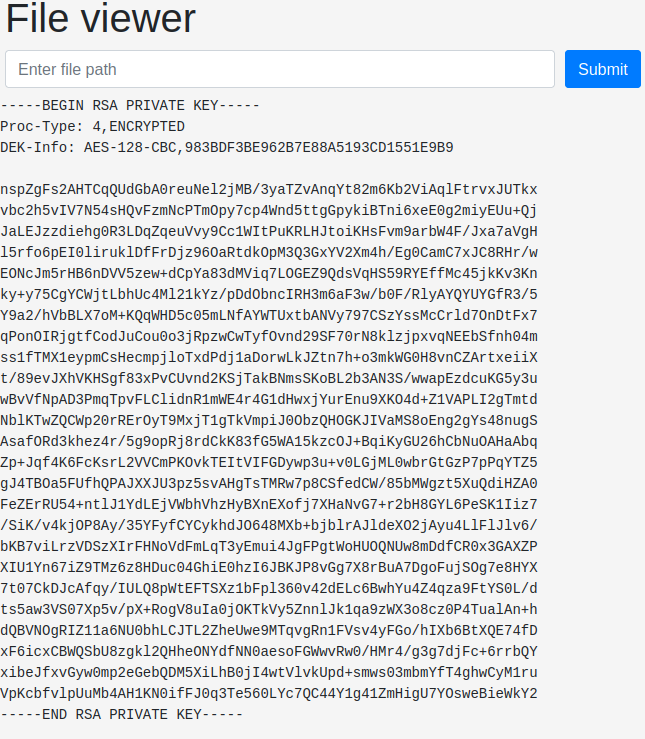 File viewer
Enter file path
Submit
-----BEGIN RSA PRIVATE KEY-----
Proc-Type: 4,ENCRYPTED
DEK-Info: AES-128-CBC,983BDF3BE962B7E88A5193CD1551E9B9
nspZgFs2AHTCqQUdGbA0reuNel2jMB/3yaTZvAnqYt82m6Kb2ViAqlFtrvxJUTkx
vbc2h5vIV7N54sHQvFzmNcPTmOpy7cp4Wnd5ttgGpykiBTni6xeE0g2miyEUu+Qj
JaLEJzzdiehg0R3LDqZqeuVvy9Cc1WItPuKRLHJtoiKHsFvm9arbW4F/Jxa7aVgH
l5rfo6pEI0liruklDfFrDjz96OaRtdkOpM3Q3GxYV2Xm4h/Eg0CamC7xJC8RHr/w
EONcJm5rHB6nDVV5zew+dCpYa83dMViq7LOGEZ9QdsVqHS59RYEffMc45jkKv3Kn
ky+y75CgYCWjtLbhUc4Ml21kYz/pDdObncIRH3m6aF3w/b0F/RlyAYQYUYGfR3/5
Y9a2/hVbBLX7oM+KQqWHD5c05mLNfAYWTUxtbANVy797CSzYssMcCrld7OnDtFx7
qPonOIRjgtfCodJuCou0o3jRpzwCwTyfOvnd29SF70rN8klzjpxvqNEEbSfnh04m
ss1fTMX1eypmCsHecmpjloTxdPdj1aDorwLkJZtn7h+o3mkWG0H8vnCZArtxeiiX
t/89evJXhVKHSgf83xPvCUvnd2KSjTakBNmsSKoBL2b3AN3S/wwapEzdcuKG5y3u
wBvVfNpAD3PmqTpvFLClidnR1mWE4r4G1dHwxjYurEnu9XKO4d+Z1VAPLI2gTmtd
NblKTwZQCWp20rRErOyT9MxjT1gTkVmpiJ0ObzQHOGKJIVaMS8oEng2gYs48nugS
AsafORd3khez4r/5g9opRj8rdCkK83fG5WA15kzcOJ+BqiKyGU26hCbNuOAHaAbq
Zp+Jqf4K6FcKsrL2VVCmPKOvkTEItVIFGDywp3u+v0LGjML0wbrGtGzP7pPqYTZ5
gJ4TBOa5FUfhQPAJXXJU3pz5svAHgTsTMRw7p8CSfedCW/85bMWgzt5XuQdiHZA0
FeZErRU54+ntlJ1YdLEjVWbhVhzHyBXnEXofj7XHaNvG7+r2bH8GYL6PeSK1Iiz7
/SiK/v4kjOP8Ay/35YFyfCYCykhdJO648MXb+bjblrAJldeXO2jAyu4LlFlJlv6/
bKB7viLrzVDSzXIrFHNoVdFmLqT3yEmui4JgFPgtWoHUOQNUw8mDdfCR0x3GAXZP
XIU1Yn67iZ9TMz6z8HDuc04GhiE0hzI6JBKJP8vGg7X8rBuA7DgoFujSOg7e8HYX
7t07CkDJcAfqy/IULQ8pWtEFTSXz1bFpl360v42dELc6BwhYu4Z4qza9FtYS0L/d
ts5aw3VS07Xp5v/pX+RogV8uIa0jOKTkVy5ZnnlJk1qa9zWX3o8cz0P4TualAn+h
dQBVNOgRIZ11a6NU0bhLCJTL2ZheUwe9MTqvgRn1FVsv4yFGo/hIXb6BtXQE74fD
xF6icxCBWQSbU8zgkl2QHheONYdfNN0aesoFGWwvRw0/HMr4/g3g7djFc+6rrbQY
xibeJfxvGyw0mp2eGebQDM5XiLhB0jI4wtVlvkUpd+smws03mbmYfT4ghwCyM1ru
VpKcbfvlpUuMb4AH1KN0ifFJ0q3Te560LYc7QC44Y1g41ZmHigU7YOsweBieWkY2
-----END RSA PRIVATE KEY-----